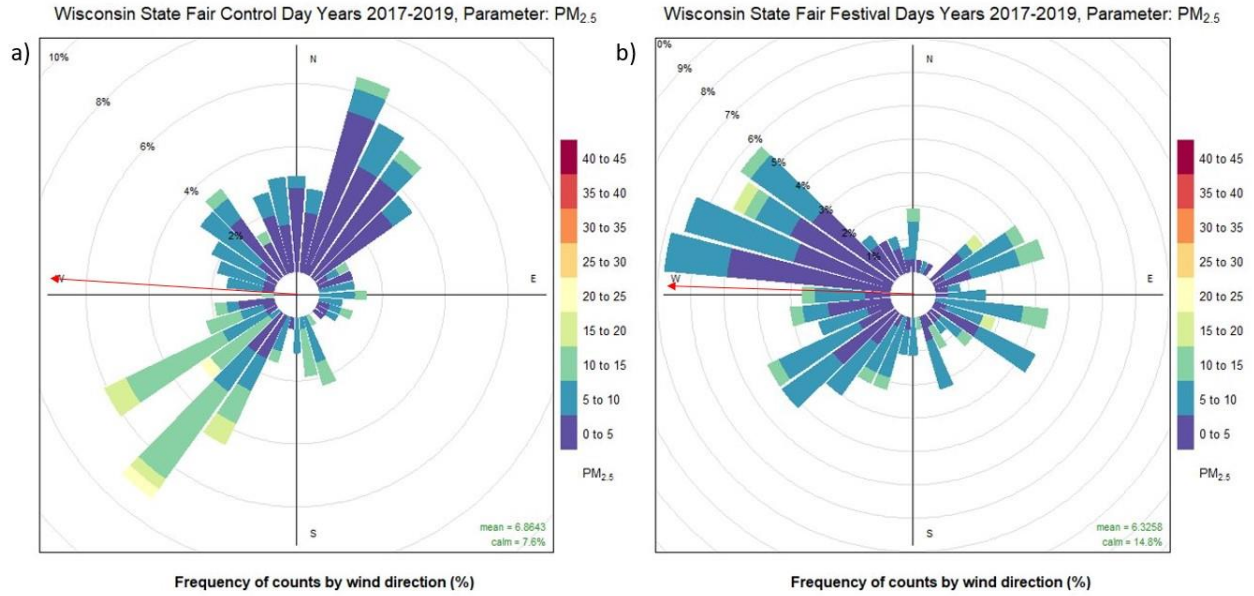 Wisconsin State Fair Control Day Years 2017-2019, Parameter: PM₂.₅
a)
10%
8%
6%
4%
2%
N
W
E
S
40 to 45
35 to 40
30 to 35
25 to 30
20 to 25
15 to 20
10 to 15
5 to 10
0 to 5
PM₂.₅
mean = 6.8643
calm = 7.6%
Frequency of counts by wind direction (%)
Wisconsin State Fair Festival Days Years 2017-2019, Parameter: PM₂.₅
b)
0%
9%
8%
7%
6%
5%
4%
3%
2%
1%
N
W
E
S
40 to 45
35 to 40
30 to 35
25 to 30
20 to 25
15 to 20
10 to 15
5 to 10
0 to 5
PM₂.₅
mean = 6.3258
calm = 14.8%
Frequency of counts by wind direction (%)